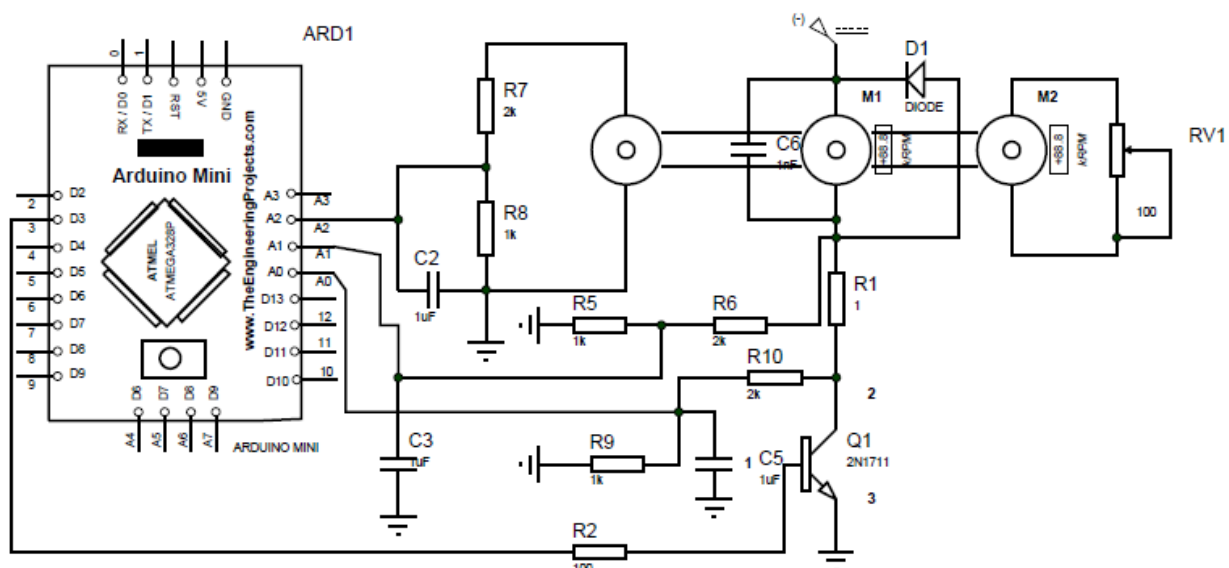 ARD1
0
1
RX / D0
TX / D1
RST
5V
GND
Arduino Mini
www.TheEngineeringProjects.com
ATMEL
ATMEGA328P
2
D2
3
D3
4
D4
5
D5
6
D6
7
D7
8
D8
9
D9
A3
A3
A2
A2
A1
A1
A0
A0
D13
D12
12
D11
11
D10
10
D6
D7
D8
D9
A4
A5
A6
A7
ARDUINO MINI
R7
2k
R8
1k
C2
1uF
(-)
D1
DIODE
M1
+88.8
kRPM
C6
1nF
M2
+88.8
kRPM
RV1
100
R1
1
R5
1k
R6
2k
R10
2k
2
C3
1uF
R9
1k
1
C5
1uF
Q1
2N1711
3
R2
100